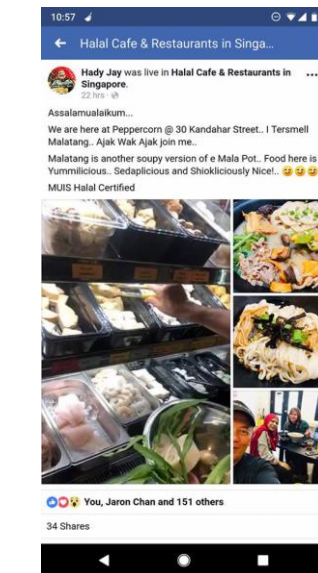 10:57
Halal Cafe & Restaurants in Singa...
Hady Jay was live in Halal Cafe & Restaurants in
Singapore.
22 hrs
Assalamualaikum...
We are here at Peppercorn @ 30 Kandahar Street.. I Tersmell
Malatang.. Ajak Wak Ajak join me..
Malatang is another soupy version of e Mala Pot.. Food here is
Yummilicious.. Sedaplicious and Shiokliciously Nice!.. 😋😋😋
MUIS Halal Certified
You, Jaron Chan and 151 others
34 Shares